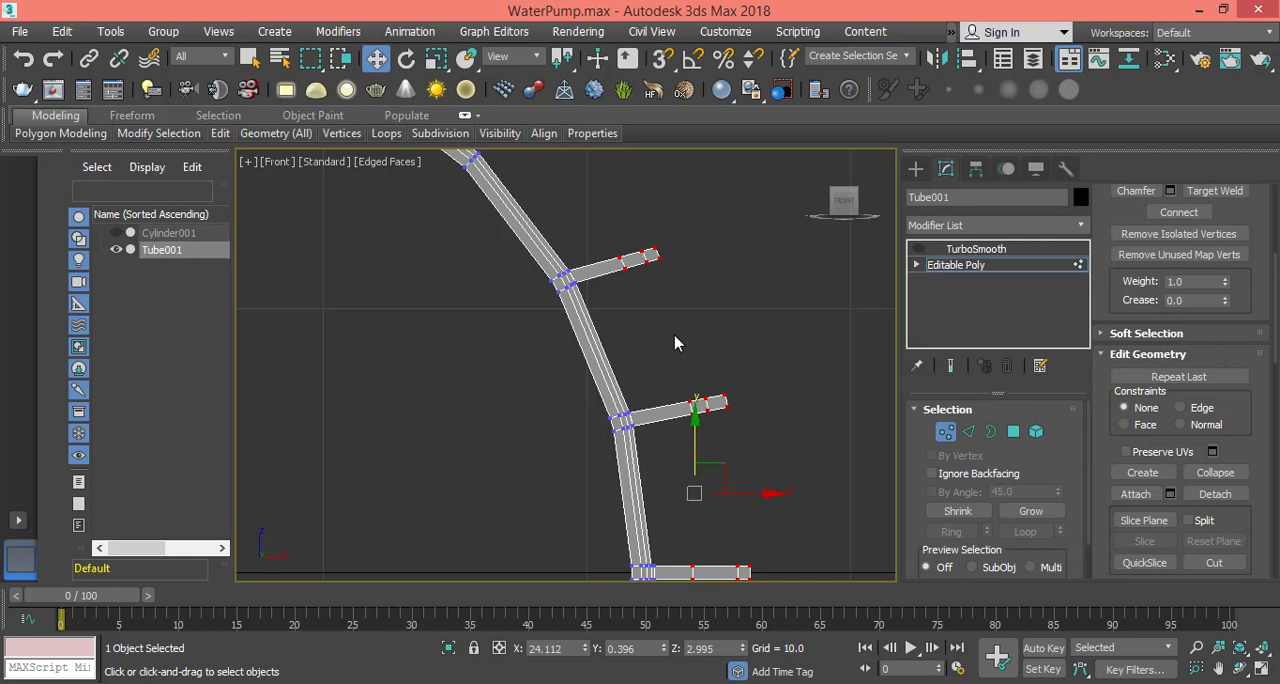 WaterPump.max - Autodesk 3ds Max 2018
File Edit Tools Group Views Create Modifiers Animation Graph Editors Rendering Civil View Customize Scripting Content Sign In Workspaces: Default
All View Create Selection Se
Modeling Freeform Selection Object Paint Populate
Polygon Modeling Modify Selection Edit Geometry (All) Vertices Loops Subdivision Visibility Align Properties
Select Display Edit
Name (Sorted Ascending)
Cylinder001
Tube001
Default
[+] [Front] [Standard] [Edged Faces]
FRONT
y
Tube001
Modifier List
TurboSmooth
Editable Poly
Selection
By Vertex
Ignore Backfacing
By Angle: 45.0
Shrink Grow
Ring Loop
Preview Selection
Off SubObj Multi
Chamfer Target Weld
Connect
Remove Isolated Vertices
Remove Unused Map Verts
Weight: 1.0
Crease: 0.0
Soft Selection
Edit Geometry
Repeat Last
Constraints
None Edge
Face Normal
Preserve UVs
Create Collapse
Attach Detach
Slice Plane Split
Slice Reset Plane
QuickSlice Cut
0 / 100
0 5 10 15 20 25 30 35 40 45 50 55 60 65 70 75 80 85 90 95 100
MAXScript Mi
1 Object Selected
Click or click-and-drag to select objects
X: 24.112 Y: 0.396 Z: 2.995 Grid = 10.0
Add Time Tag
0
Auto Key Selected
Set Key Key Filters...